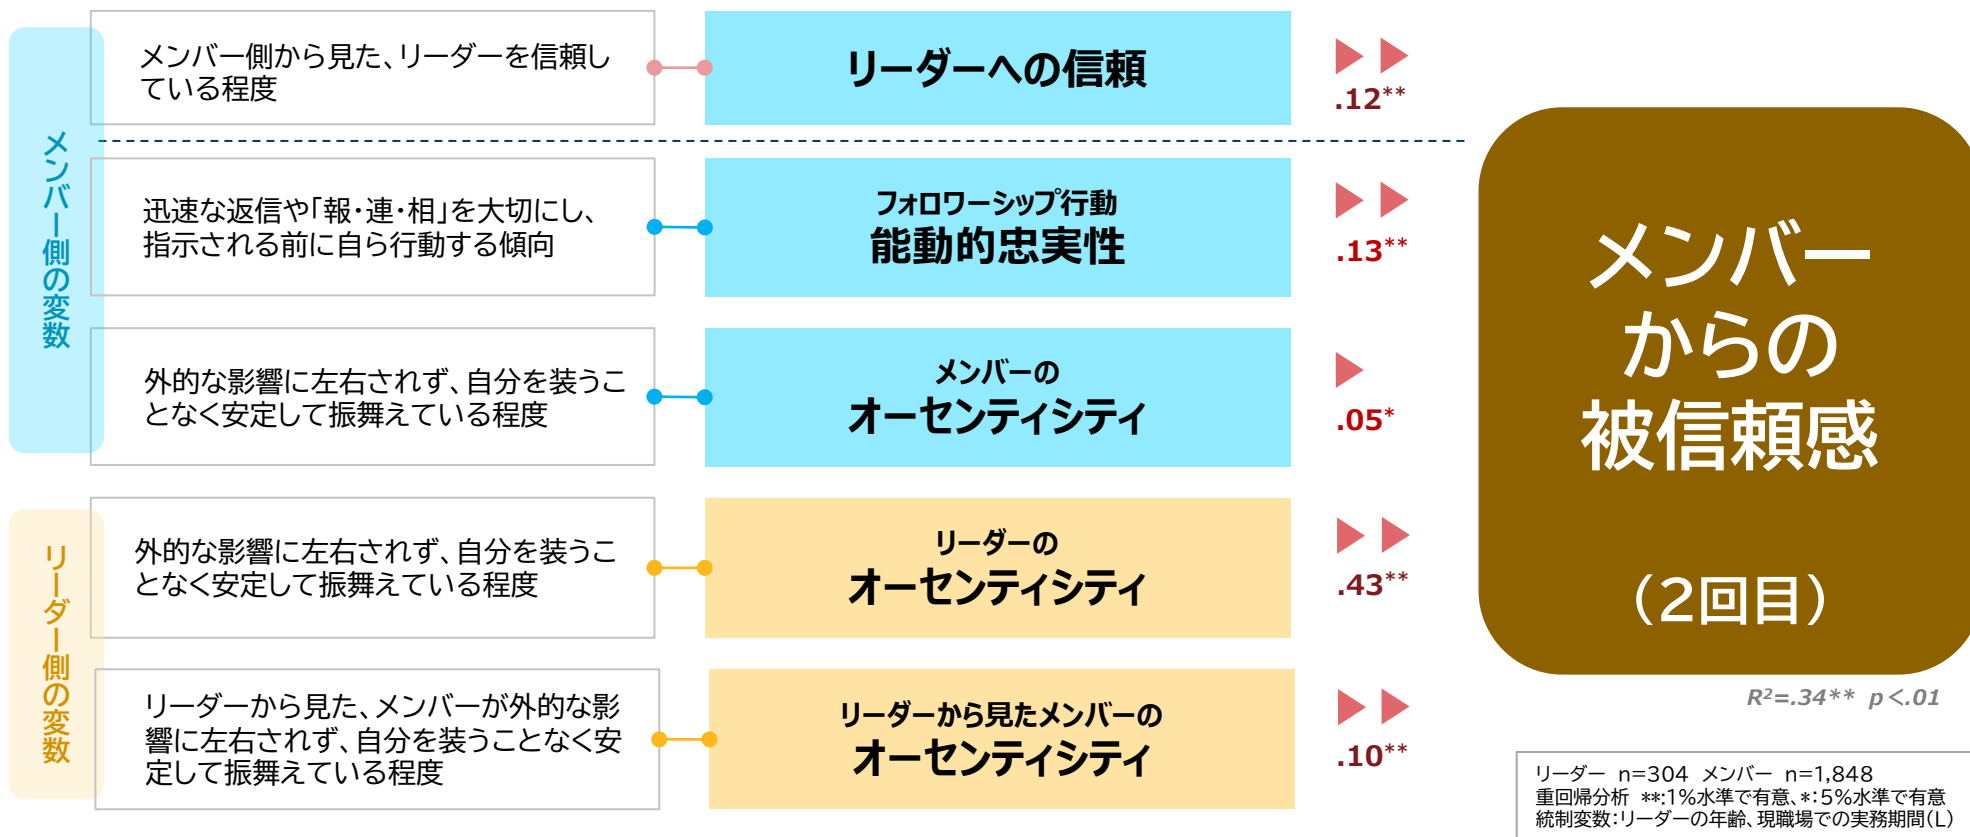 メンバー側の変数
メンバー側から見た、リーダーを信頼し
ている程度
リーダーへの信頼
.12**
迅速な返信や「報・連・相」を大切にし、
指示される前に自ら行動する傾向
フォロワーシップ行動
能動的忠実性
.13**
外的な影響に左右されず、自分を装うこ
となく安定して振舞えている程度
メンバーの
オーセンティシティ
.05*
リーダー側の変数
外的な影響に左右されず、自分を装うこ
となく安定して振舞えている程度
リーダーの
オーセンティシティ
.43**
リーダーから見た、メンバーが外的な影
響に左右されず、自分を装うことなく安
定して振舞えている程度
リーダーから見たメンバーの
オーセンティシティ
.10**
メンバー
からの
被信頼感
（2回目）
R²=.34** p<.01
リーダー n=304 メンバー n=1,848
重回帰分析 **:1%水準で有意、*:5%水準で有意
統制変数:リーダーの年齢、現職場での実務期間(L)